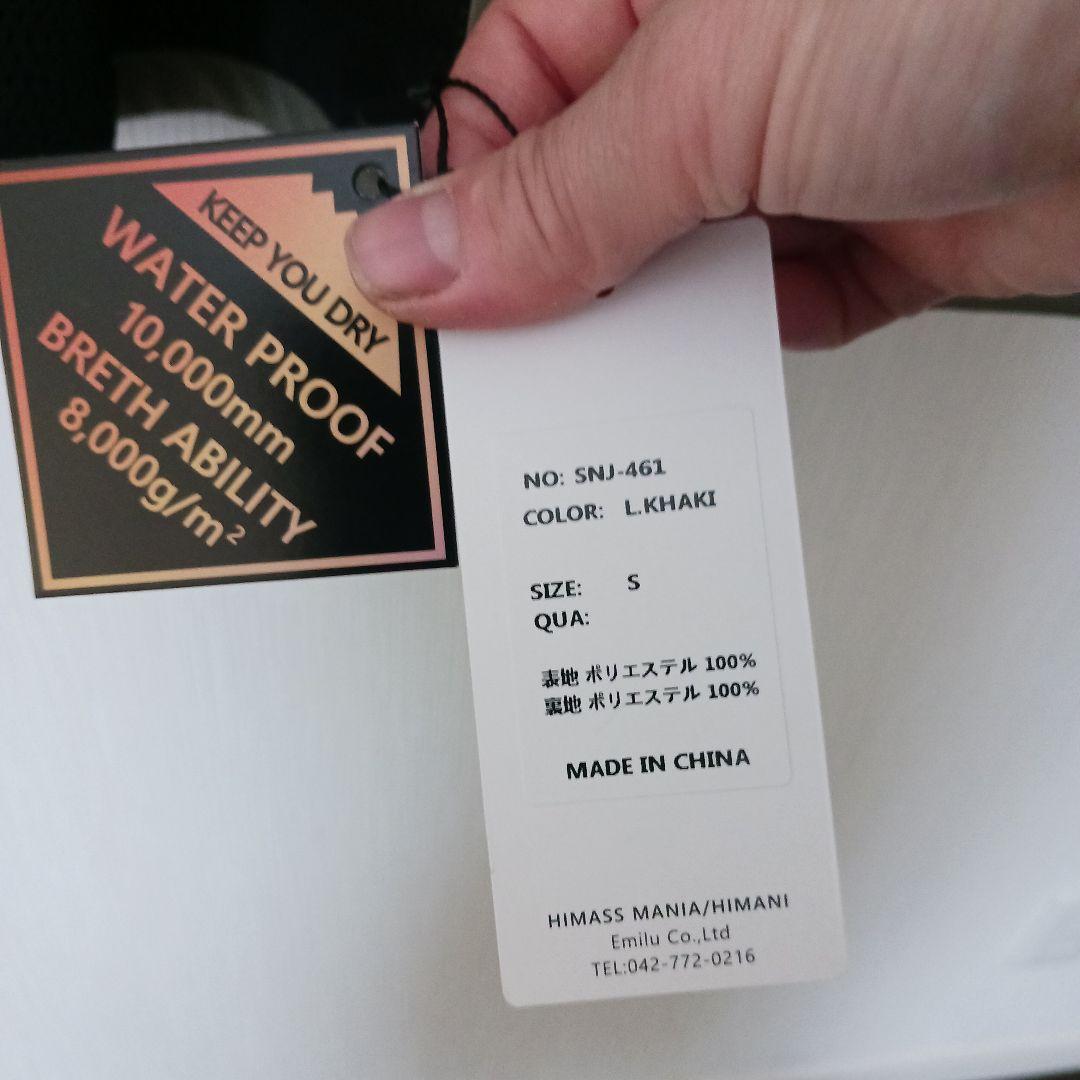 KEEP YOU DRY
WATER PROOF
10,000mm
BRETH ABILITY
8,000g/m²
NO: SNJ-461
COLOR: L.KHAKI
SIZE: S
QUA:
表地 ポリエステル 100%
裏地 ポリエステル 100%
MADE IN CHINA
HIMASS MANIA/HIMANI
Emilu Co.,Ltd
TEL:042-772-0216